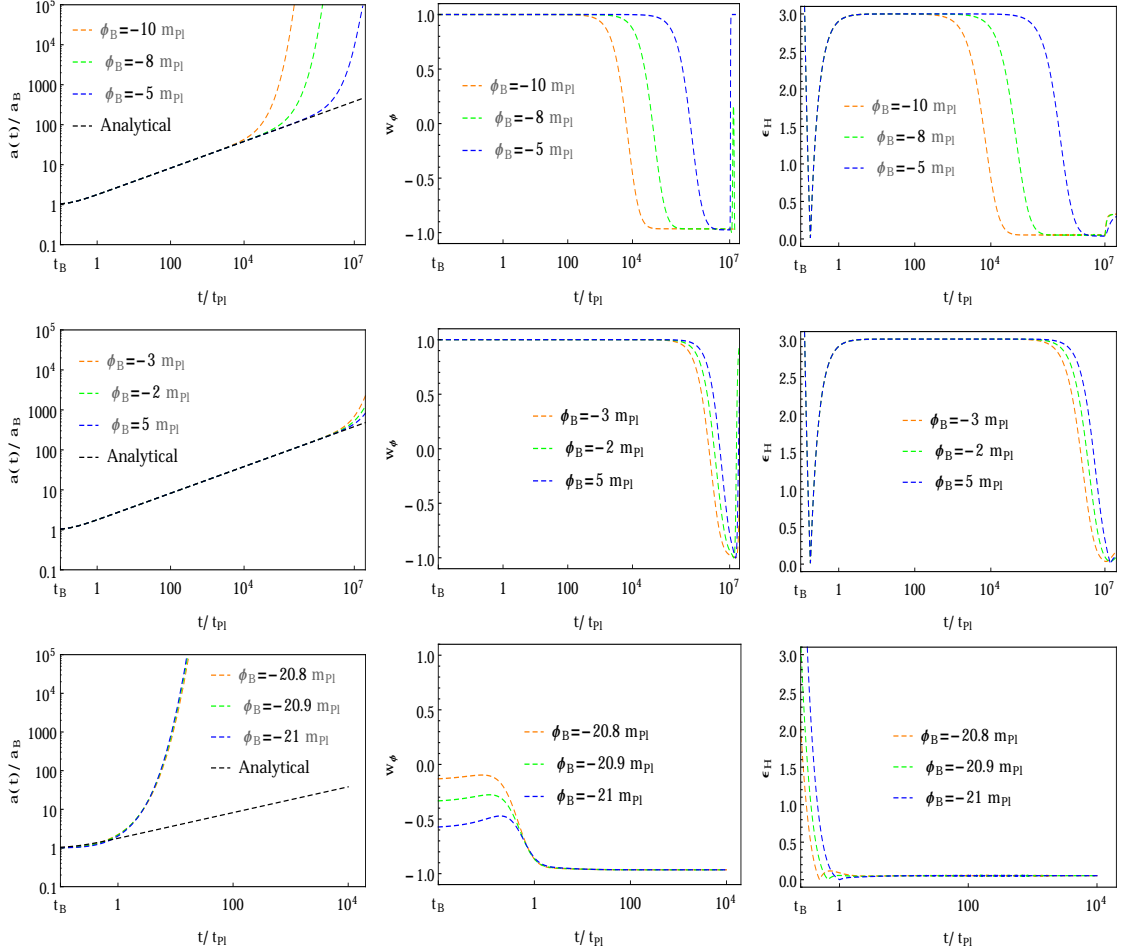 10^5
10^4
1000
100
10
1
0.1
a(t)/a_B
ϕ_B=−10 m_Pl
ϕ_B=−8 m_Pl
ϕ_B=−5 m_Pl
Analytical
t_B 1 100 10^4 10^7
t/t_Pl
1.0
0.5
0.0
−0.5
−1.0
w_ϕ
ϕ_B=−10 m_Pl
ϕ_B=−8 m_Pl
ϕ_B=−5 m_Pl
t_B 1 100 10^4 10^7
t/t_Pl
3.0
2.5
2.0
1.5
1.0
0.5
0.0
ϵ_H
ϕ_B=−10 m_Pl
ϕ_B=−8 m_Pl
ϕ_B=−5 m_Pl
t_B 1 100 10^4 10^7
t/t_Pl
10^5
10^4
1000
100
10
1
0.1
a(t)/a_B
ϕ_B=−3 m_Pl
ϕ_B=−2 m_Pl
ϕ_B=5 m_Pl
Analytical
t_B 1 100 10^4 10^7
t/t_Pl
1.0
0.5
0.0
−0.5
−1.0
w_ϕ
ϕ_B=−3 m_Pl
ϕ_B=−2 m_Pl
ϕ_B=5 m_Pl
t_B 1 100 10^4 10^7
t/t_Pl
3.0
2.5
2.0
1.5
1.0
0.5
0.0
ϵ_H
ϕ_B=−3 m_Pl
ϕ_B=−2 m_Pl
ϕ_B=5 m_Pl
t_B 1 100 10^4 10^7
t/t_Pl
10^5
10^4
1000
100
10
1
0.1
a(t)/a_B
ϕ_B=−20.8 m_Pl
ϕ_B=−20.9 m_Pl
ϕ_B=−21 m_Pl
Analytical
t_B 1 100 10^4
t/t_Pl
1.0
0.5
0.0
−0.5
−1.0
w_ϕ
ϕ_B=−20.8 m_Pl
ϕ_B=−20.9 m_Pl
ϕ_B=−21 m_Pl
t_B 1 100 10^4
t/t_Pl
3.0
2.5
2.0
1.5
1.0
0.5
0.0
ϵ_H
ϕ_B=−20.8 m_Pl
ϕ_B=−20.9 m_Pl
ϕ_B=−21 m_Pl
t_B 1 100 10^4
t/t_Pl